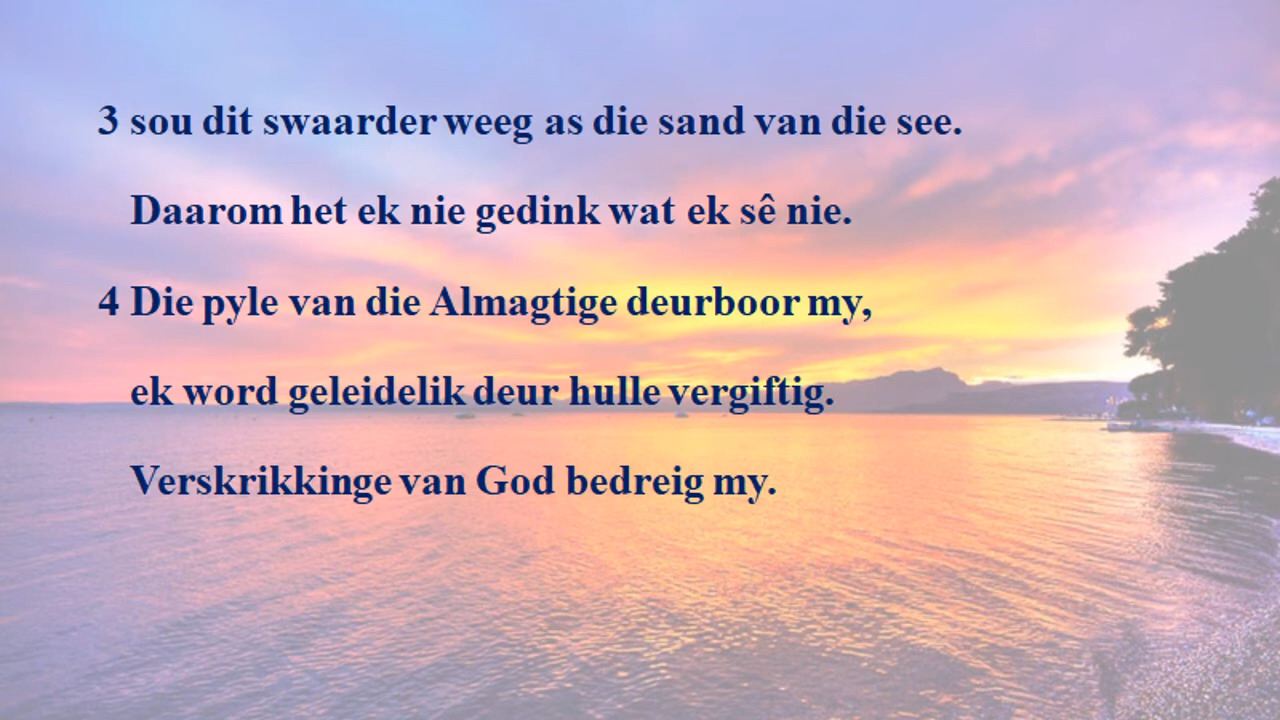 3 sou dit swaarder weeg as die sand van die see.
Daarom het ek nie gedink wat ek sê nie.
4 Die pyle van die Almagtige deurboor my,
ek word geleidelik deur hulle vergiftig.
Verskrikkinge van God bedreig my.